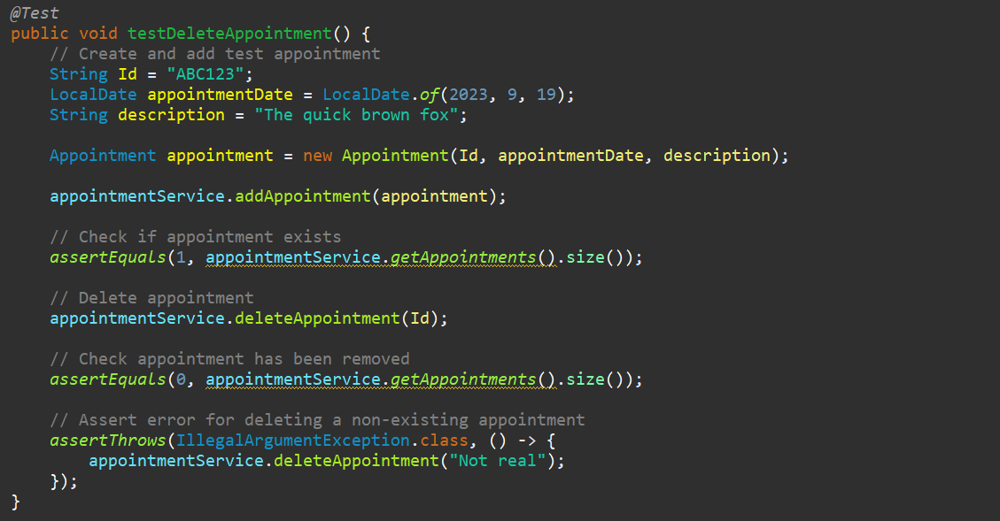 @Test
public void testDeleteAppointment() {
    // Create and add test appointment
    String Id = "ABC123";
    LocalDate appointmentDate = LocalDate.of(2023, 9, 19);
    String description = "The quick brown fox";

    Appointment appointment = new Appointment(Id, appointmentDate, description);

    appointmentService.addAppointment(appointment);

    // Check if appointment exists
    assertEquals(1, appointmentService.getAppointments().size());

    // Delete appointment
    appointmentService.deleteAppointment(Id);

    // Check appointment has been removed
    assertEquals(0, appointmentService.getAppointments().size());

    // Assert error for deleting a non-existing appointment
    assertThrows(IllegalArgumentException.class, () -> {
        appointmentService.deleteAppointment("Not real");
    });
}